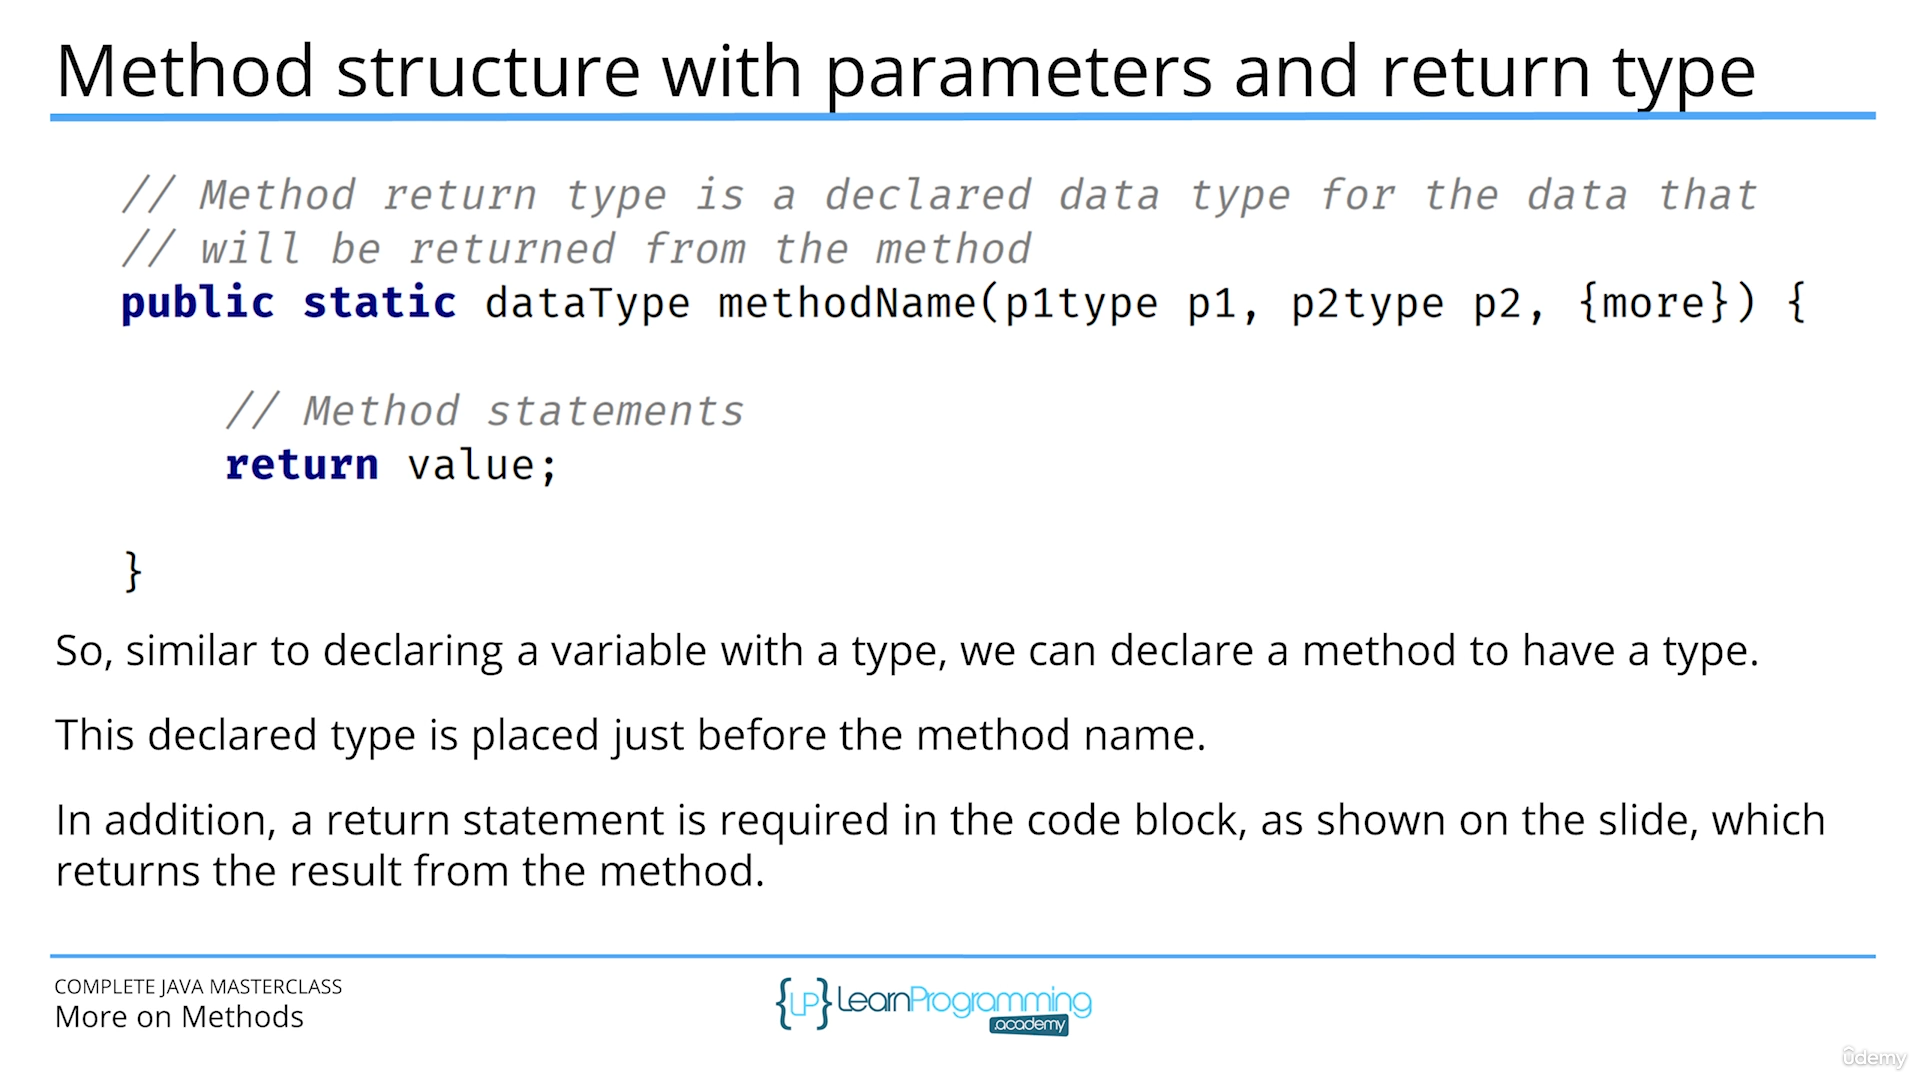 Method structure with parameters and return type
// Method return type is a declared data type for the data that
// will be returned from the method
public static dataType methodName(p1type p1, p2type p2, {more}) {
// Method statements
return value;
}
So, similar to declaring a variable with a type, we can declare a method to have a type.
This declared type is placed just before the method name.
In addition, a return statement is required in the code block, as shown on the slide, which
returns the result from the method.
COMPLETE JAVA MASTERCLASS
More on Methods
{LP} LearnProgramming
.academy
ûdemy